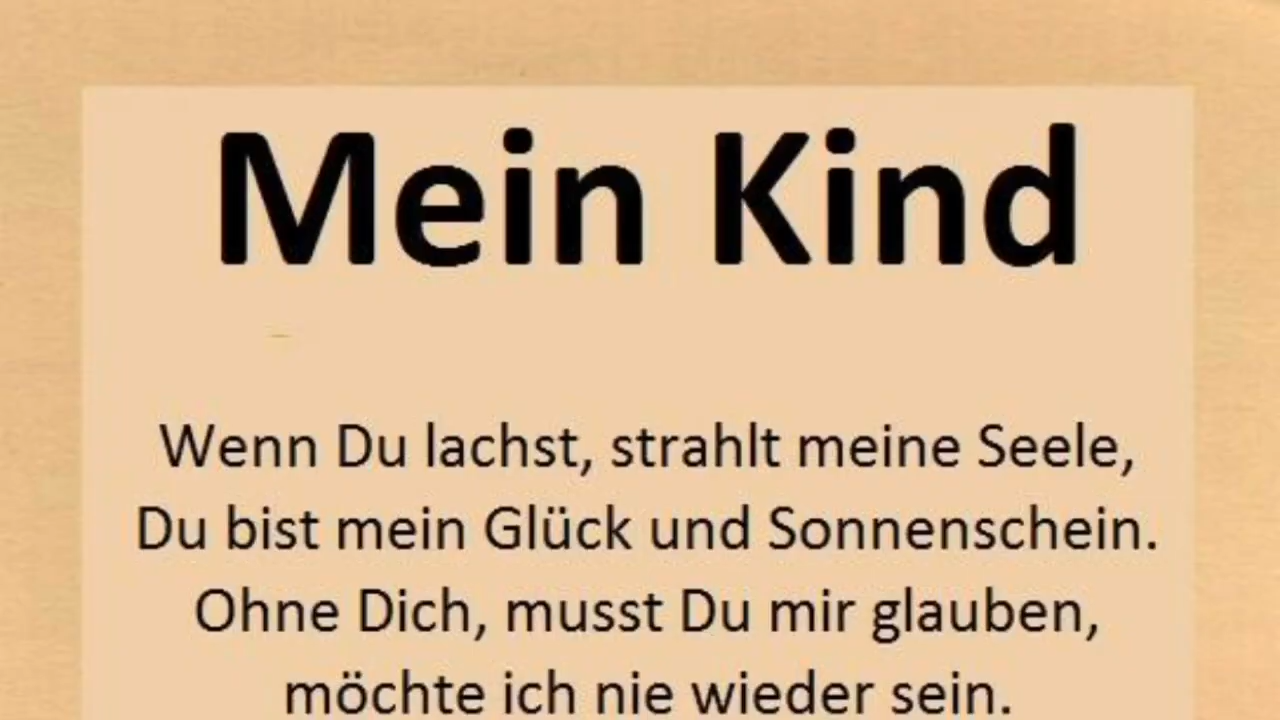 Mein Kind
Wenn Du lachst, strahlt meine Seele,
Du bist mein Glück und Sonnenschein.
Ohne Dich, musst Du mir glauben,
möchte ich nie wieder sein.